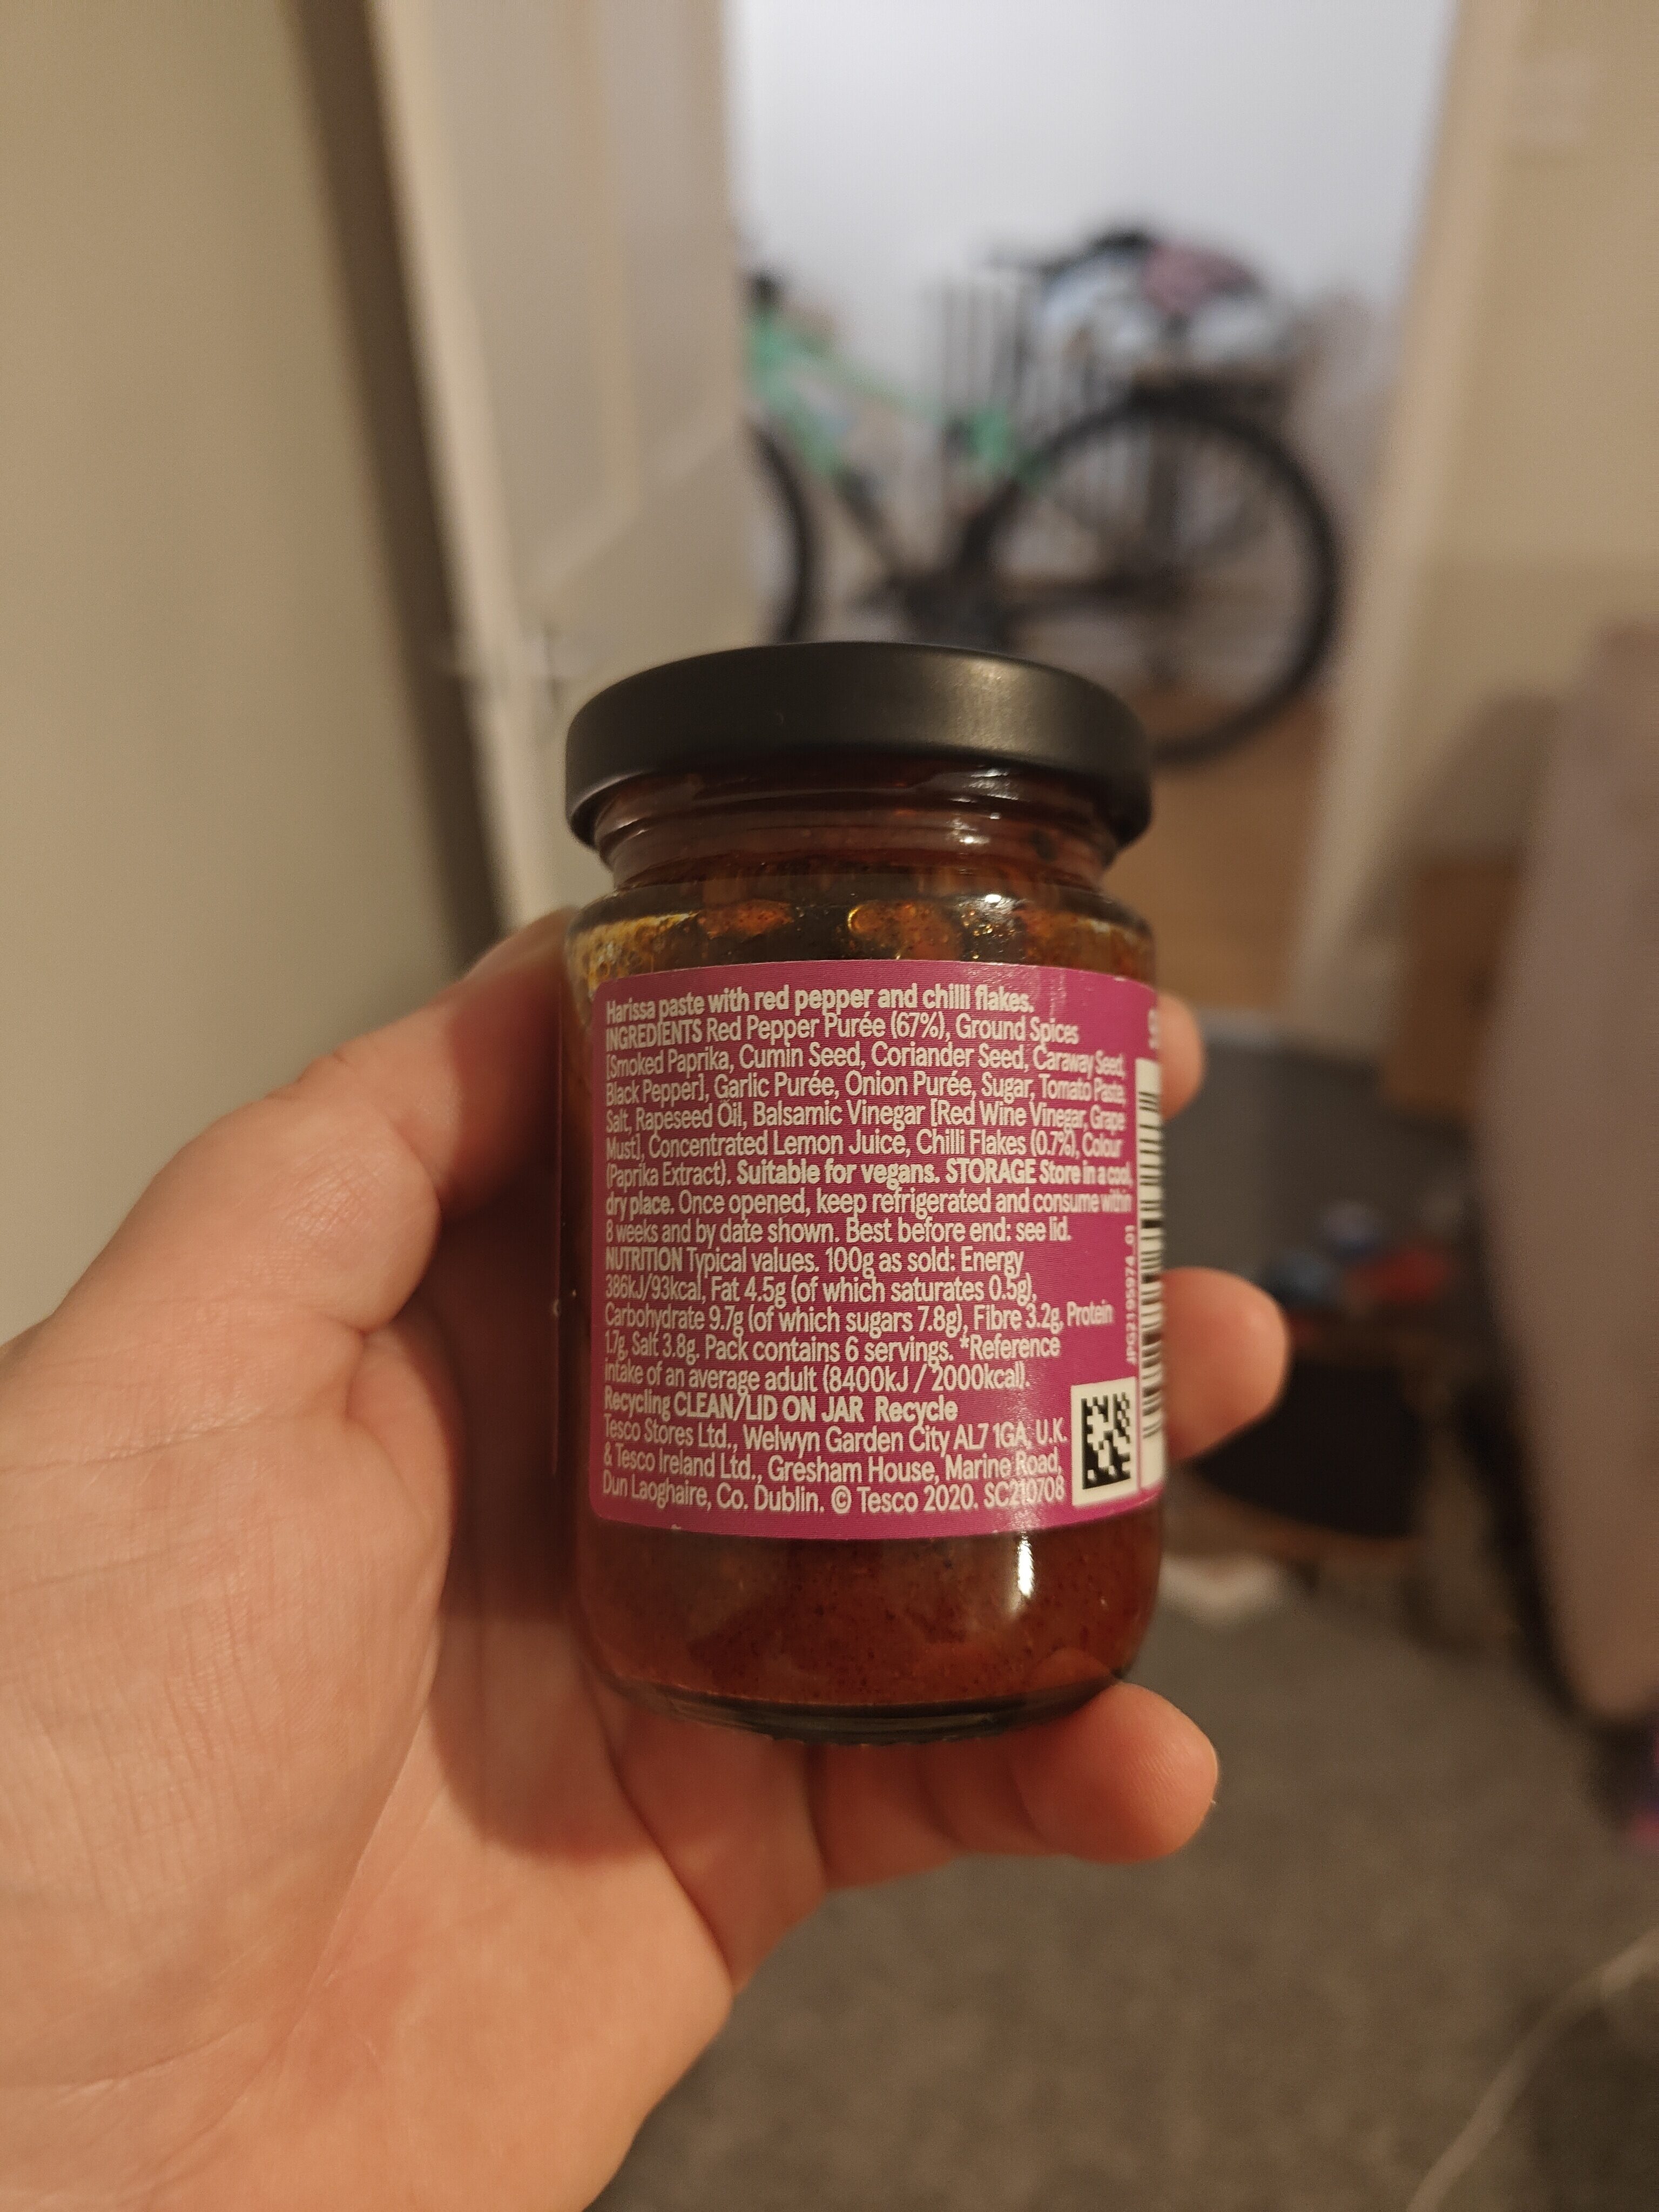 Harissa paste with red pepper and chilli flakes.
INGREDIENTS Red Pepper Purée (67%), Ground Spices
[Smoked Paprika, Cumin Seed, Coriander Seed, Caraway Seed,
Black Pepper], Garlic Purée, Onion Purée, Sugar, Tomato Paste,
Salt, Rapeseed Oil, Balsamic Vinegar [Red Wine Vinegar, Grape
Must], Concentrated Lemon Juice, Chilli Flakes (0.7%), Colour
(Paprika Extract). Suitable for vegans. STORAGE Store in a cool,
dry place. Once opened, keep refrigerated and consume within
8 weeks and by date shown. Best before end: see lid.
NUTRITION Typical values. 100g as sold: Energy
386kJ/93kcal, Fat 4.5g (of which saturates 0.5g),
Carbohydrate 9.7g (of which sugars 7.8g), Fibre 3.2g, Protein
1.7g, Salt 3.8g. Pack contains 6 servings. *Reference
intake of an average adult (8400kJ / 2000kcal).
Recycling CLEAN/LID ON JAR Recycle
Tesco Stores Ltd., Welwyn Garden City AL7 1GA, U.K.
& Tesco Ireland Ltd., Gresham House, Marine Road,
Dun Laoghaire, Co. Dublin. © Tesco 2020. SC210708